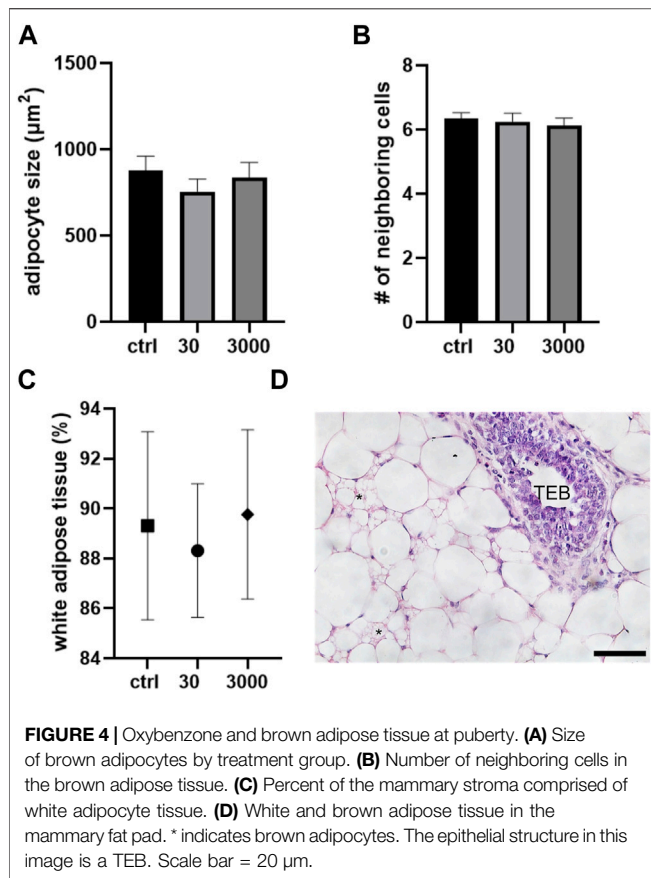 A
adipocyte size (µm²)
1500
1000
500
0
ctrl 30 3000
B
# of neighboring cells
8
6
4
2
0
ctrl 30 3000
C
white adipose tissue (%)
94
92
90
88
86
84
ctrl 30 3000
D
TEB
*
*
FIGURE 4 | Oxybenzone and brown adipose tissue at puberty. (A) Size
of brown adipocytes by treatment group. (B) Number of neighboring cells in
the brown adipose tissue. (C) Percent of the mammary stroma comprised of
white adipocyte tissue. (D) White and brown adipose tissue in the
mammary fat pad. * indicates brown adipocytes. The epithelial structure in this
image is a TEB. Scale bar = 20 µm.